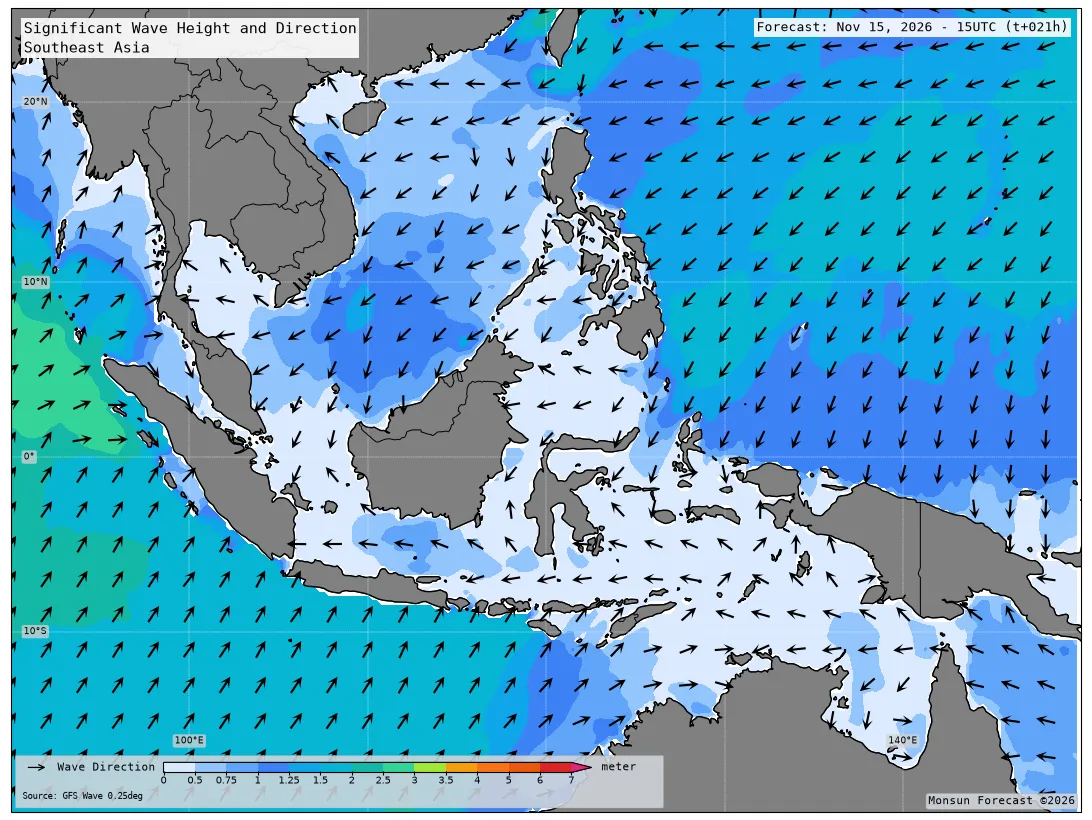 Significant Wave Height and Direction
Southeast Asia
Forecast: Nov 15, 2026 - 15UTC (t+021h)
20°N
10°N
0°
10°S
100°E
140°E
Wave Direction
0 0.5 0.75 1 1.25 1.5 2 2.5 3 3.5 4 5 6 7
meter
Source: GFS Wave 0.25deg
Monsun Forecast ©2026